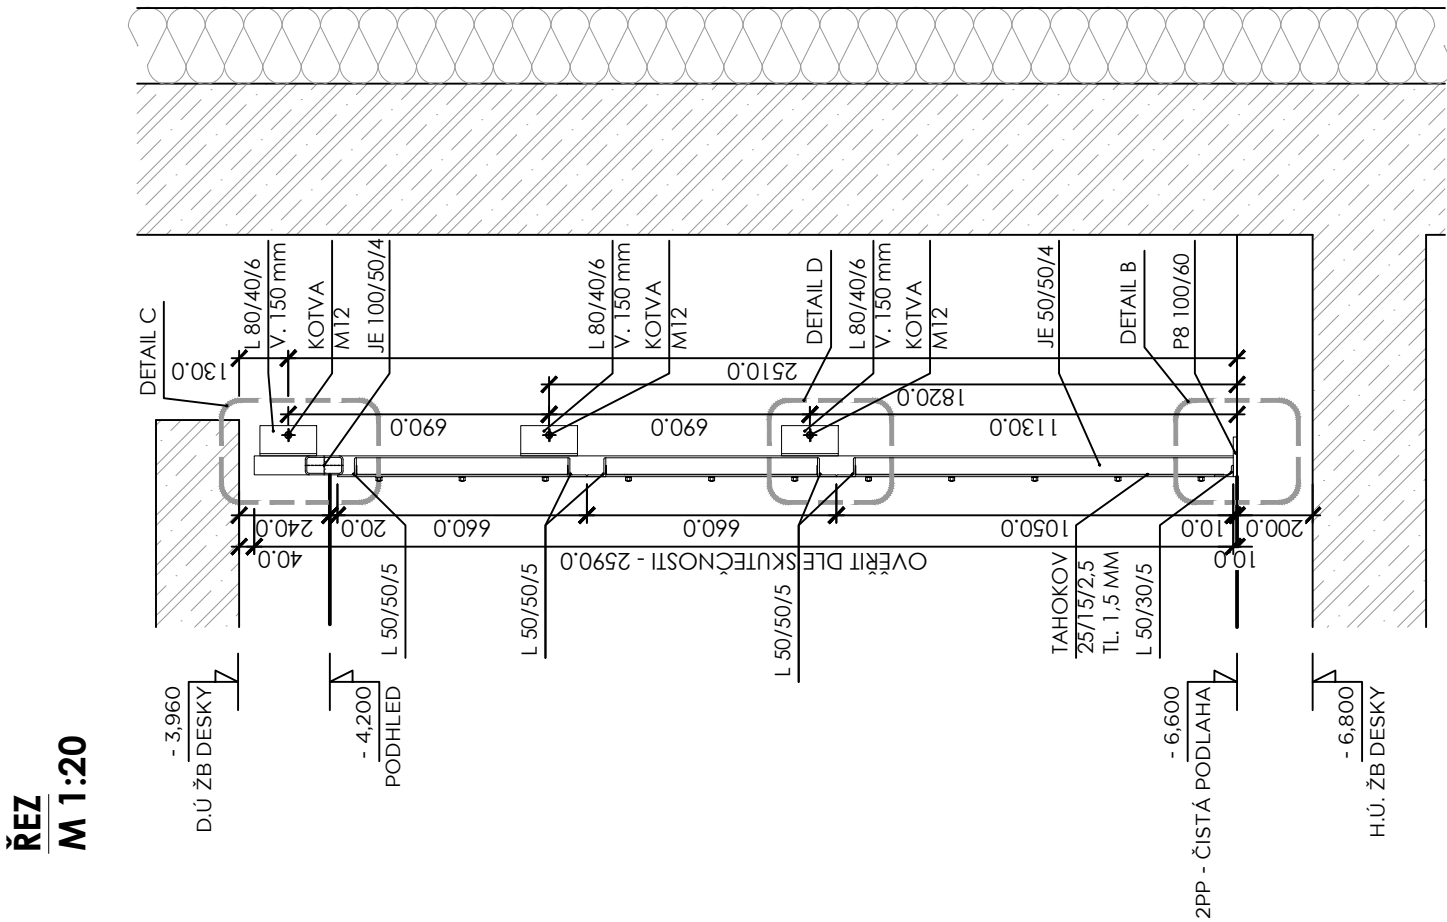 ŘEZ
M 1:20
DETAIL C
L 80/40/6
V. 150 mm
KOTVA
M12
JE 100/50/4
L 80/40/6
V. 150 mm
KOTVA
M12
DETAIL D
L 80/40/6
V. 150 mm
KOTVA
M12
JE 50/50/4
DETAIL B
P8 100/60
130.0
2510.0
1820.0
690.0
690.0
1130.0
240.0
20.0
660.0
660.0
1050.0
10.0
200.0
40.0
OVĚŘIT DLE SKUTEČNOSTI - 2590.0
10.0
L 50/50/5
L 50/50/5
L 50/50/5
TAHOKOV
25/15/2,5
TL. 1,5 MM
L 50/30/5
- 3,960
D.Ú ŽB DESKY
- 4,200
PODHLED
- 6,600
2PP - ČISTÁ PODLAHA
- 6,800
H.Ú. ŽB DESKY